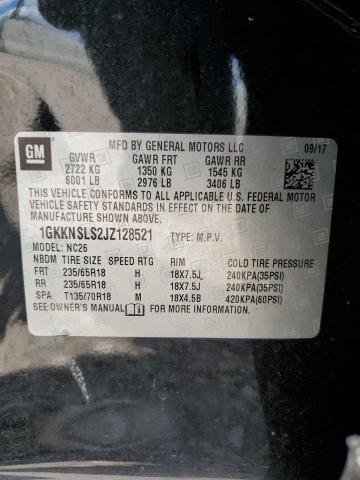 GM
MFD BY GENERAL MOTORS LLC
09/17
GVWR GAWR FRT GAWR RR
2722 KG 1350 KG 1545 KG
6001 LB 2976 LB 3406 LB
THIS VEHICLE CONFORMS TO ALL APPLICABLE U.S. FEDERAL MOTOR
VEHICLE SAFETY AND THEFT PREVENTION STANDARDS IN EFFECT
ON THE DATE OF MANUFACTURE SHOWN ABOVE.
1GKKNSLS2JZ128521 TYPE: M.P.V.
MODEL: NC26
NBDM TIRE SIZE SPEED RTG RIM COLD TIRE PRESSURE
FRT 235/65R18 H 18X7.5J 240KPA(35PSI)
RR 235/65R18 H 18X7.5J 240KPA(35PSI)
SPA T135/70R18 M 18X4.5B 420KPA(60PSI)
SEE OWNER'S MANUAL FOR MORE INFORMATION.